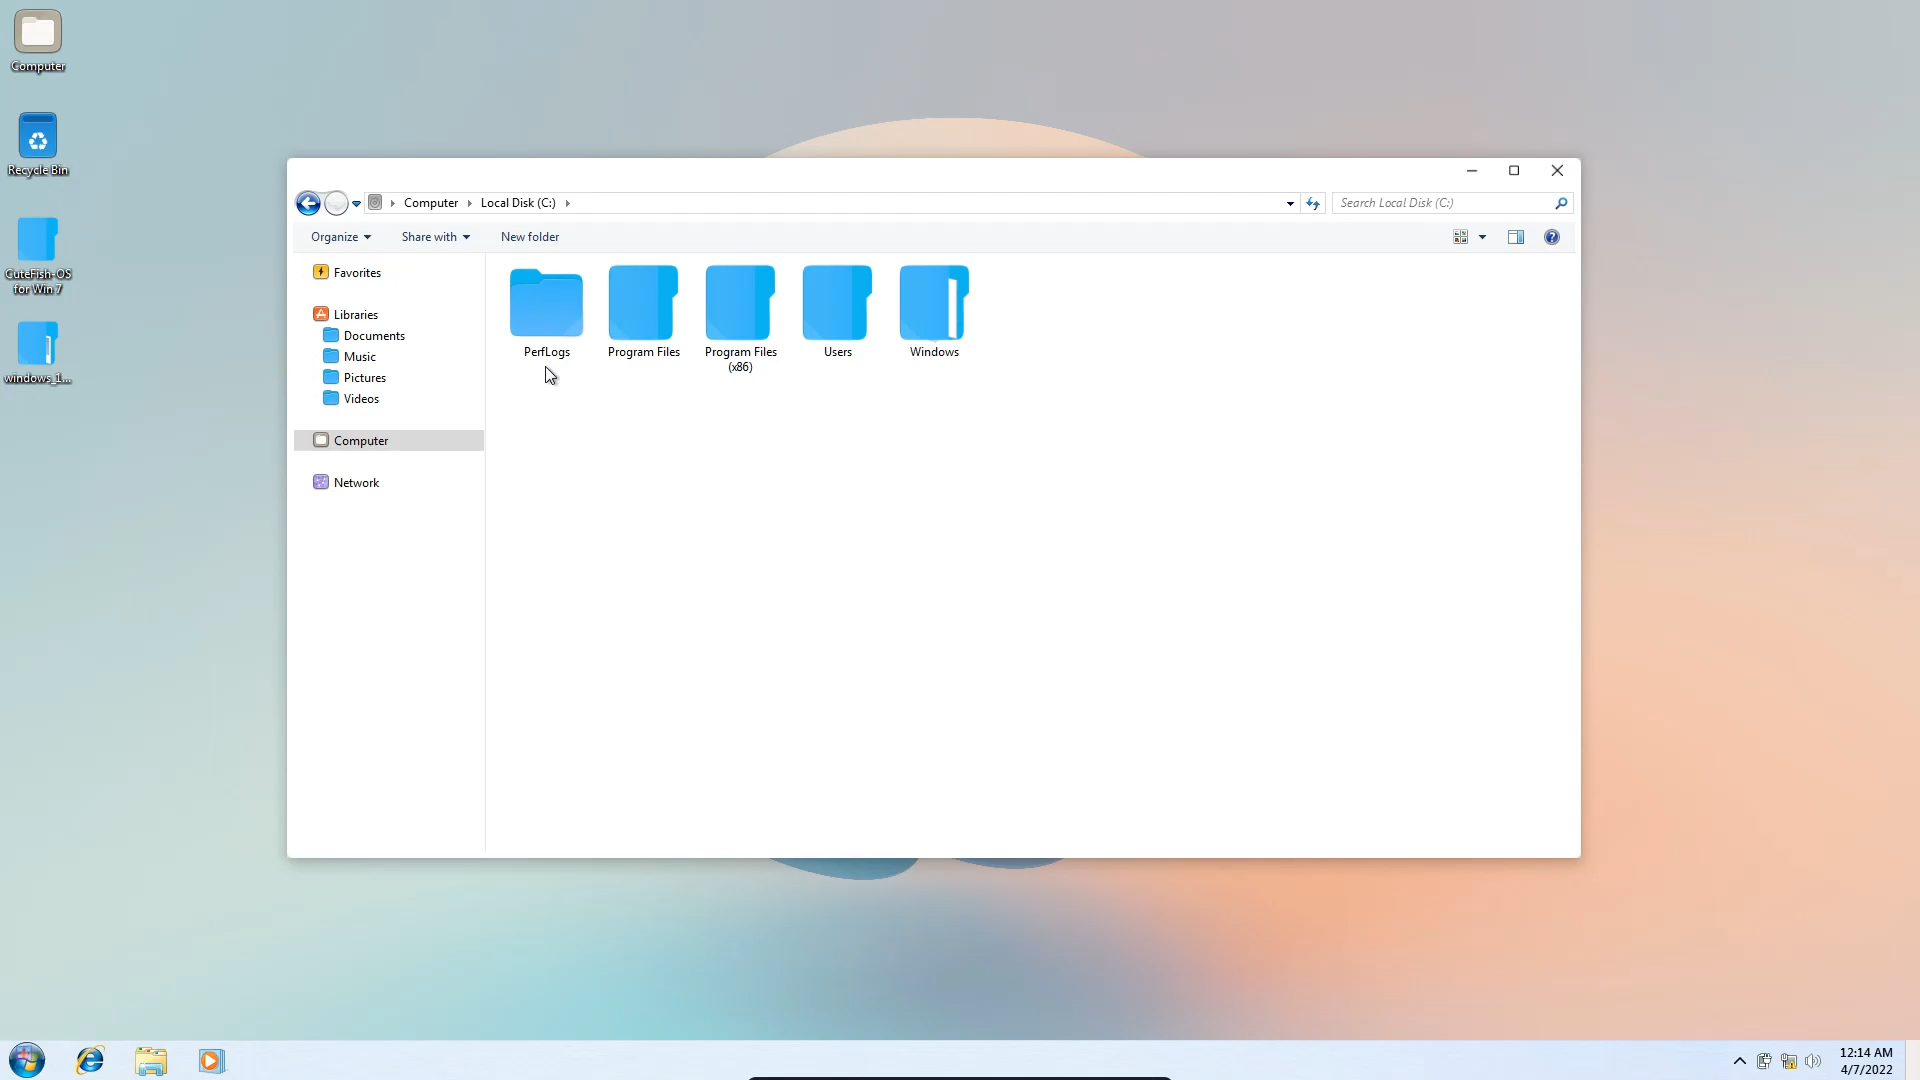 Computer
Recycle Bin
CuteFish-OS
for Win 7
windows_1...
Computer
Local Disk (C:)
Search Local Disk (C:)
Organize
Share with
New folder
Favorites
Libraries
Documents
Music
Pictures
Videos
Computer
Network
PerfLogs
Program Files
Program Files
(x86)
Users
Windows
12:14 AM
4/7/2022